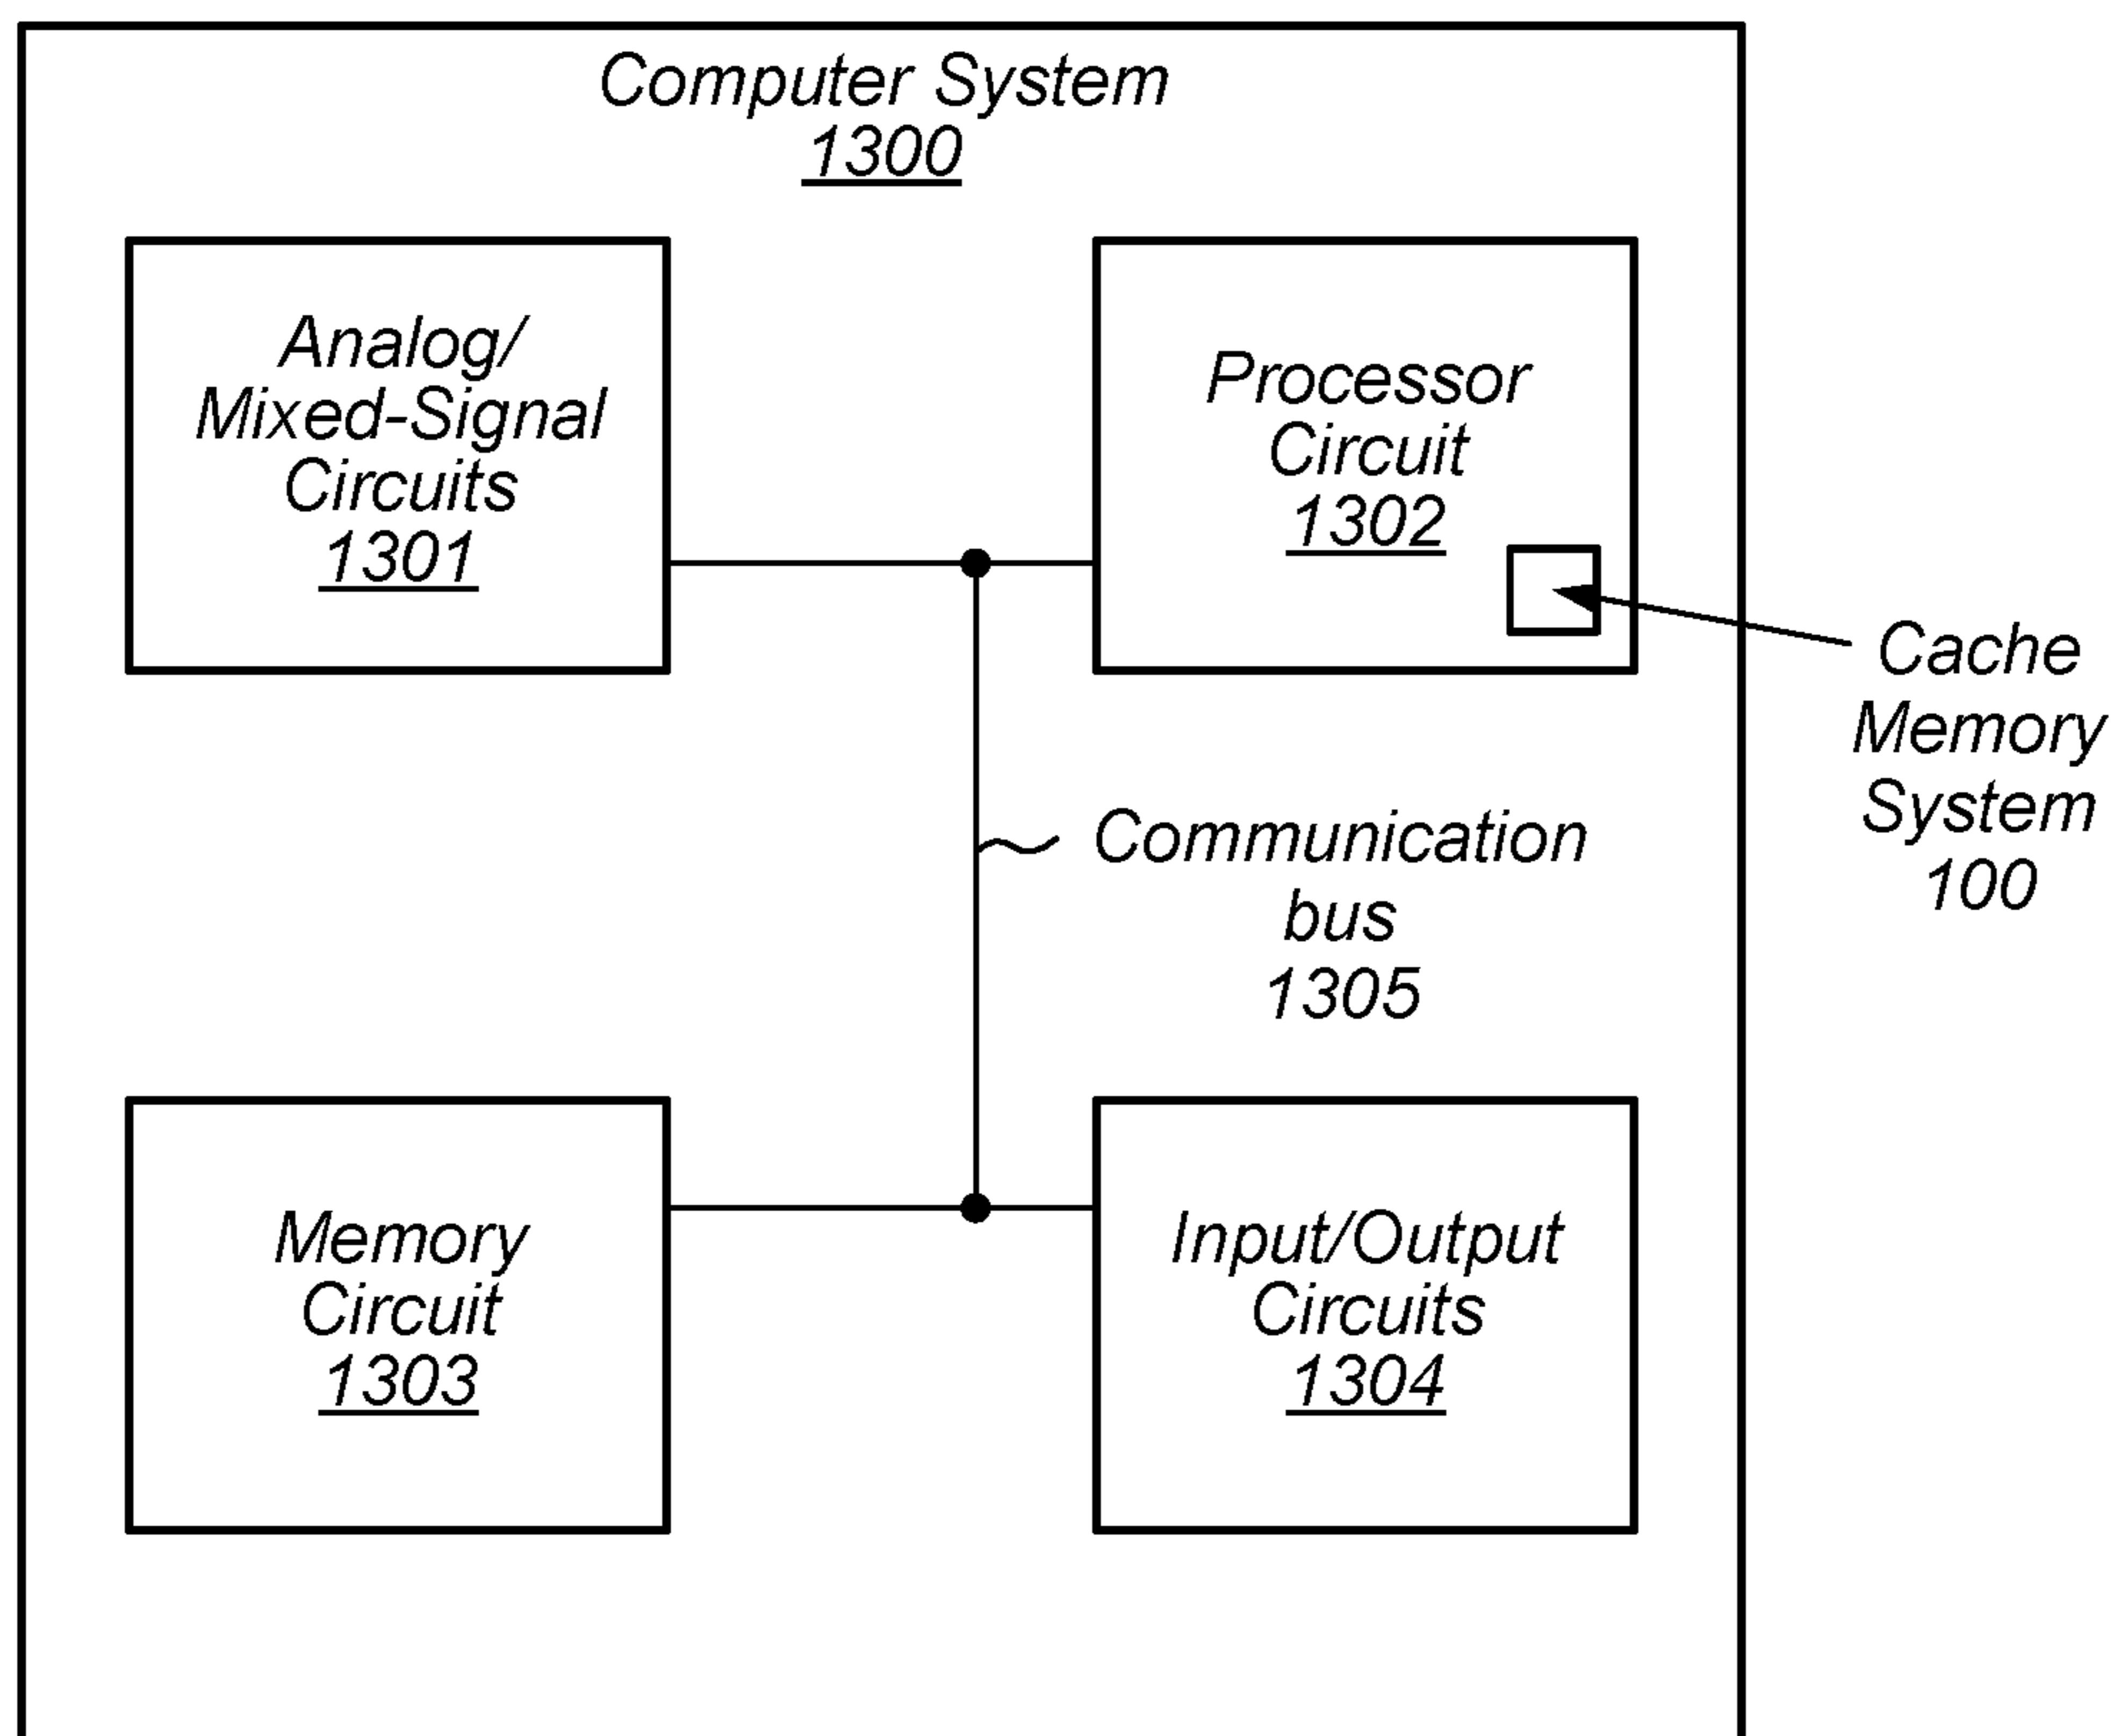 Computer System
1300
Analog/
Mixed-Signal
Circuits
1301
Processor
Circuit
1302
Cache
Memory
System
100
Communication
bus
1305
Memory
Circuit
1303
Input/Output
Circuits
1304